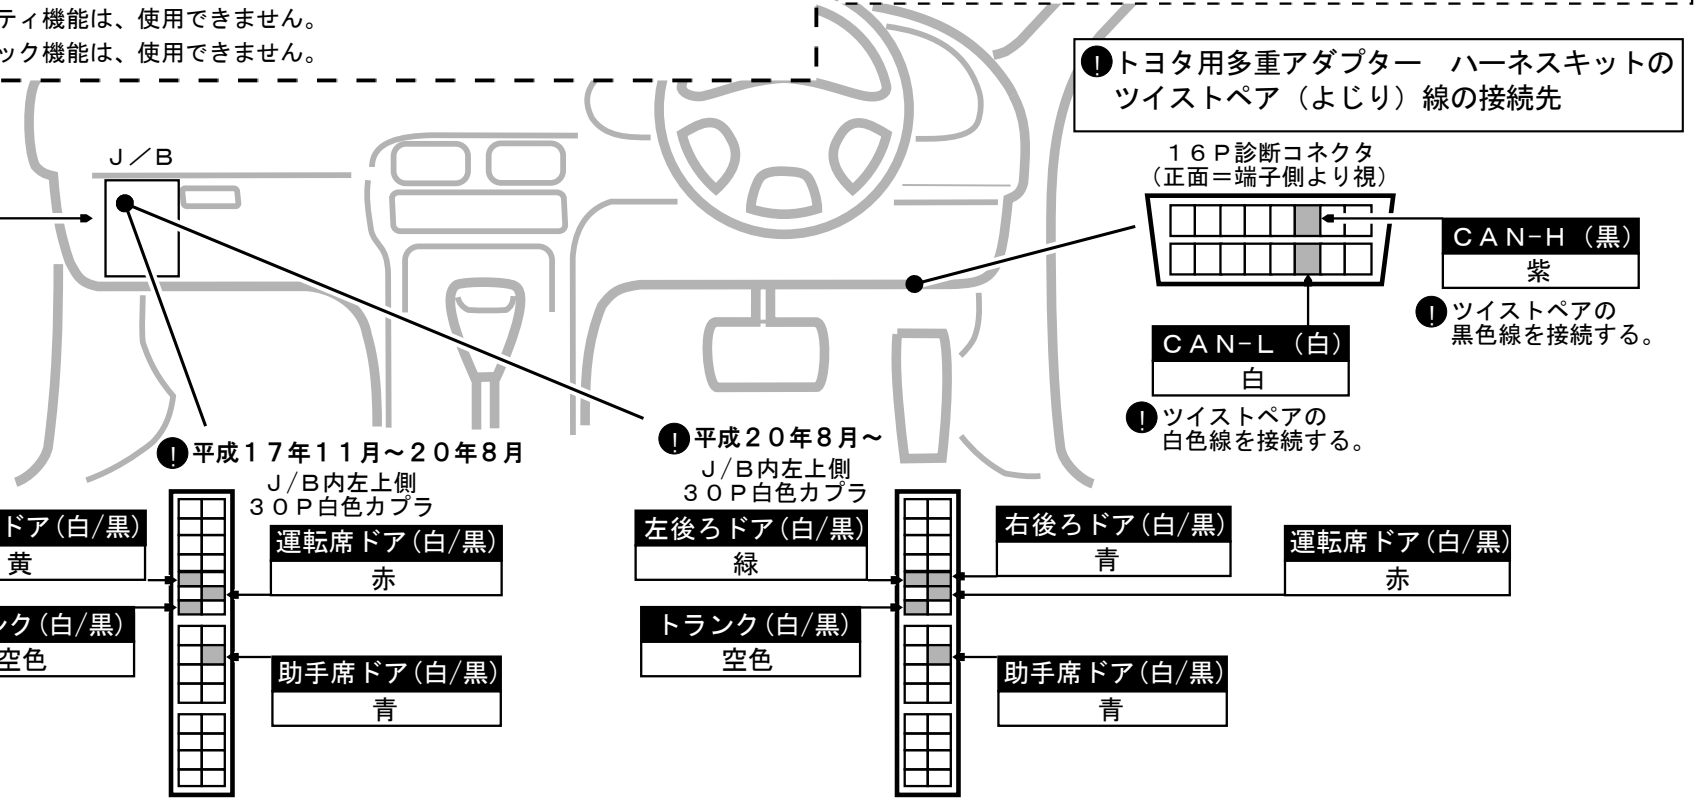 ティ機能は、使用できません。
ック機能は、使用できません。
!トヨタ用多重アダプター　ハーネスキットの
ツイストペア（よじり）線の接続先
J／B
１６Ｐ診断コネクタ
(正面＝端子側より視)
ＣＡＮ−Ｈ（黒）
紫
!ツイストペアの
黒色線を接続する。
ＣＡＮ−Ｌ（白）
白
!ツイストペアの
白色線を接続する。
!平成１７年１１月～２０年８月
Ｊ/Ｂ内左上側
３０Ｐ白色カプラ
ドア(白/黒)
黄
運転席ドア(白/黒)
赤
ンク(白/黒)
空色
助手席ドア(白/黒)
青
!平成２０年８月～
Ｊ/Ｂ内左上側
３０Ｐ白色カプラ
左後ろドア(白/黒)
緑
右後ろドア(白/黒)
青
運転席ドア(白/黒)
赤
トランク(白/黒)
空色
助手席ドア(白/黒)
青